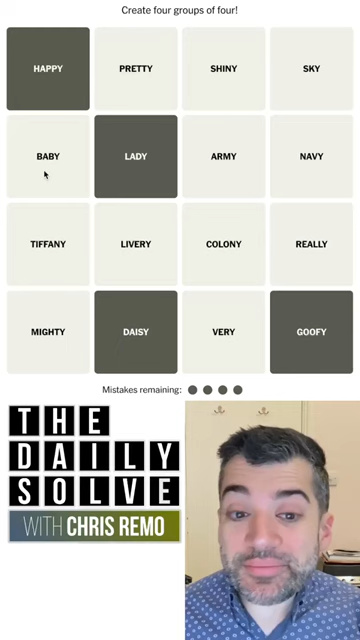 Create four groups of four!
HAPPY PRETTY SHINY SKY
BABY LADY ARMY NAVY
TIFFANY LIVERY COLONY REALLY
MIGHTY DAISY VERY GOOFY
Mistakes remaining:
THE
DAILY
SOLVE
WITH CHRIS REMO